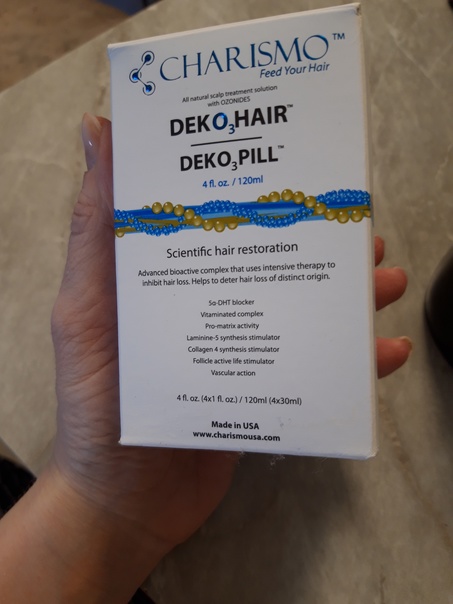 CHARISMO™
Feed Your Hair
All natural scalp treatment solution
with OZONIDES
DEKO₃HAIR™
DEKO₃PILL™
4 fl. oz. / 120ml
Scientific hair restoration
Advanced bioactive complex that uses intensive therapy to
inhibit hair loss. Helps to deter hair loss of distinct origin.
5α-DHT blocker
Vitaminated complex
Pro-matrix activity
Laminine-5 synthesis stimulator
Collagen 4 synthesis stimulator
Follicle active life stimulator
Vascular action
4 fl. oz. (4x1 fl. oz.) / 120ml (4x30ml)
Made in USA
www.charismousa.com